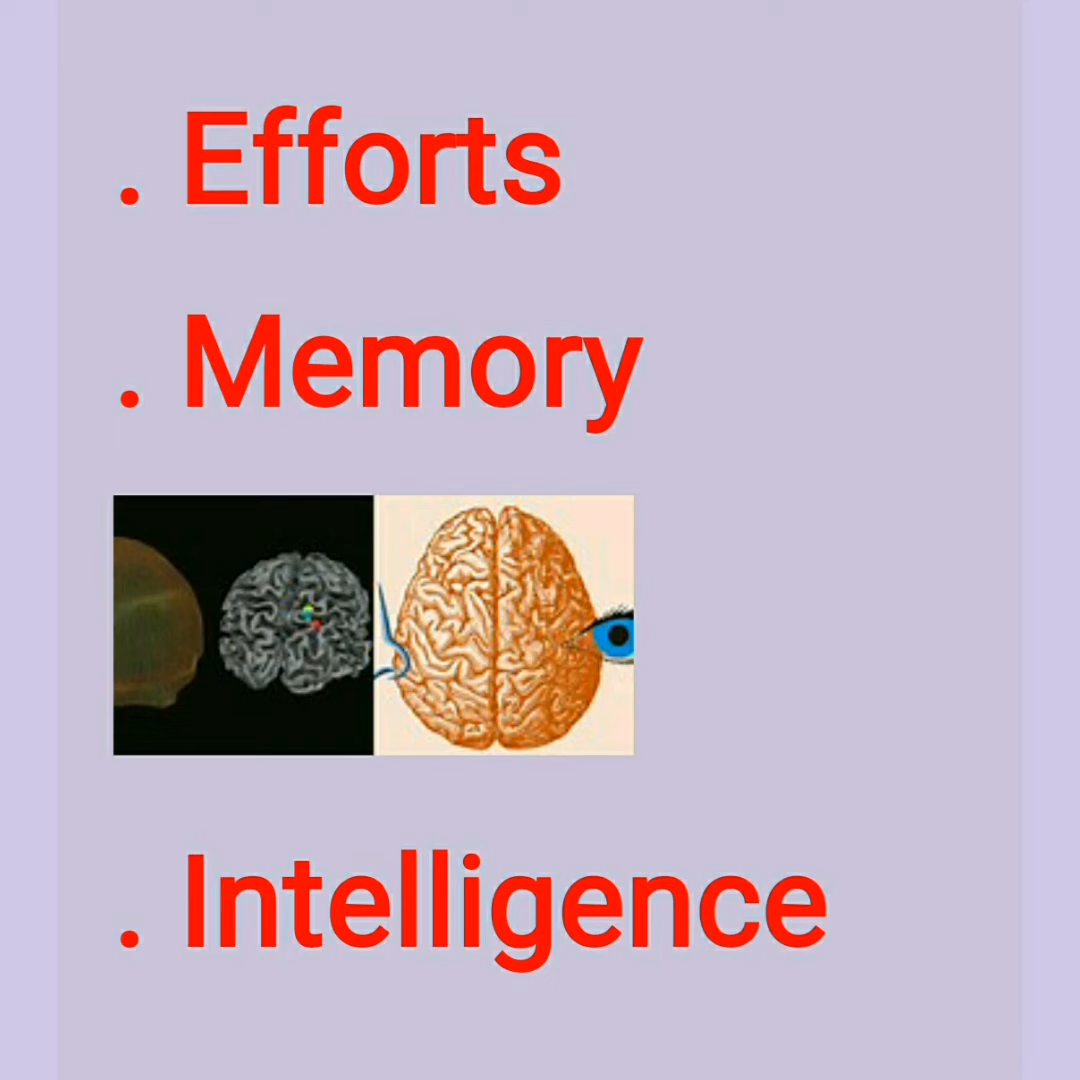 . Efforts
. Memory
. Intelligence